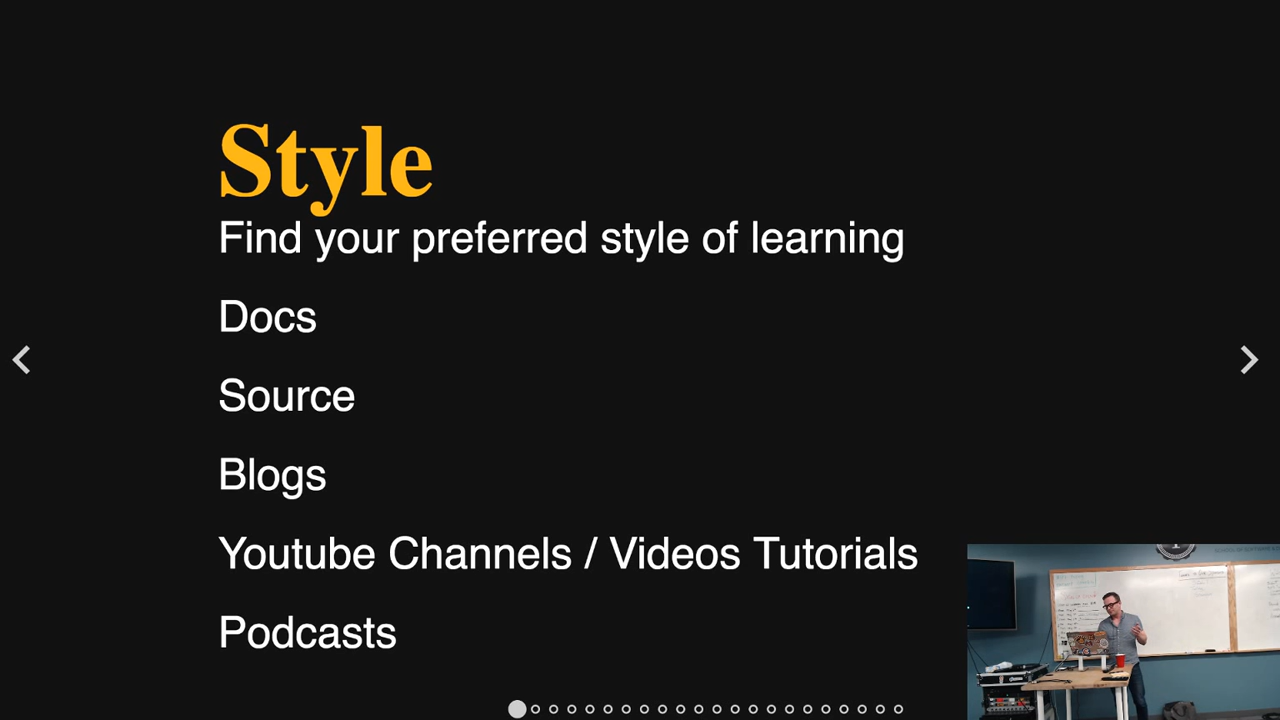 Style
Find your preferred style of learning
Docs
Source
Blogs
Youtube Channels / Videos Tutorials
Podcasts